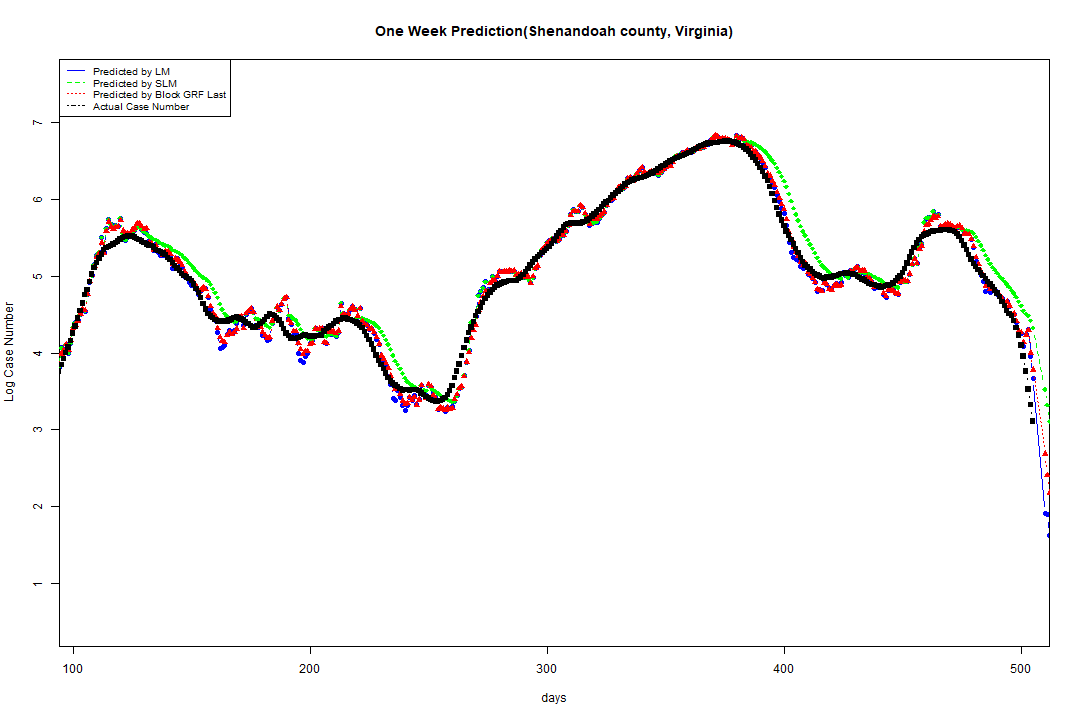 One Week Prediction(Shenandoah county, Virginia)
Predicted by LM
Predicted by SLM
Predicted by Block GRF Last
Actual Case Number
7
6
5
4
3
2
1
Log Case Number
100 200 300 400 500
days